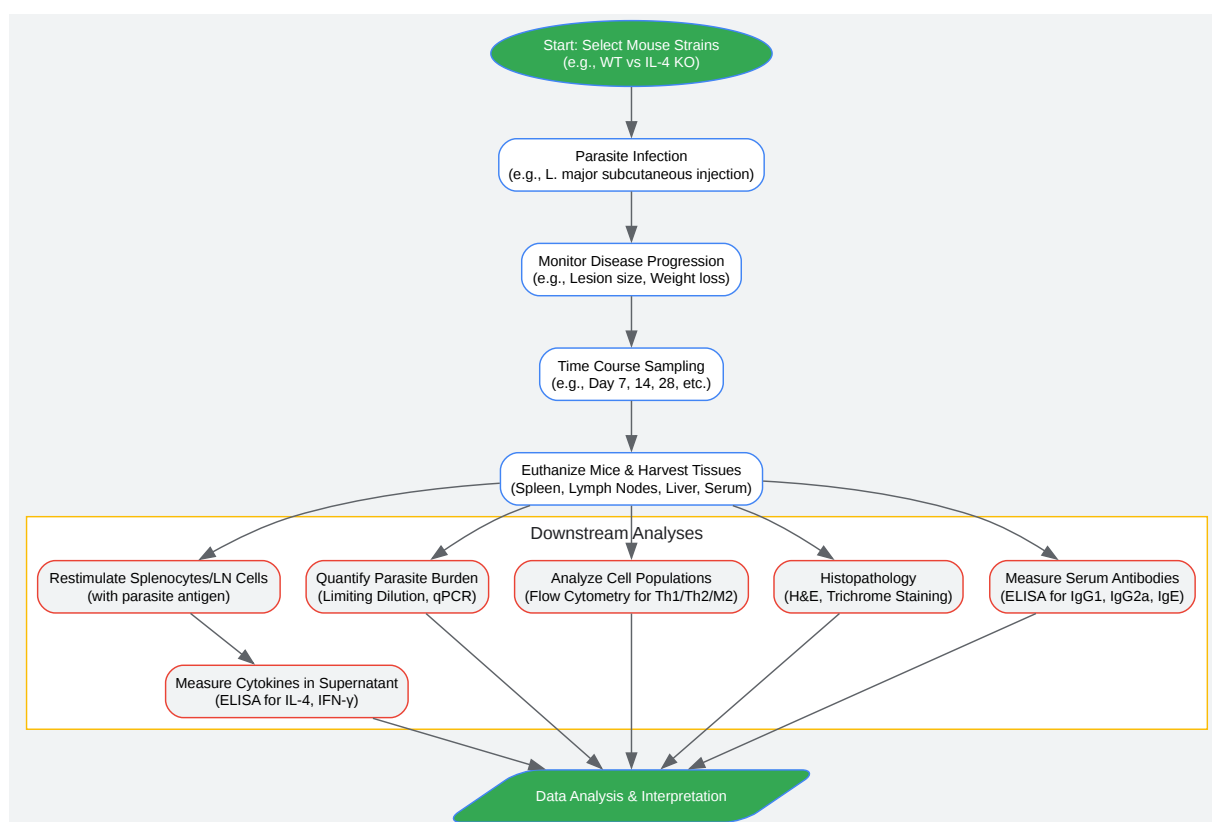 Start: Select Mouse Strains
(e.g., WT vs IL-4 KO)
Parasite Infection
(e.g., L. major subcutaneous injection)
Monitor Disease Progression
(e.g., Lesion size, Weight loss)
Time Course Sampling
(e.g., Day 7, 14, 28, etc.)
Euthanize Mice & Harvest Tissues
(Spleen, Lymph Nodes, Liver, Serum)
Downstream Analyses
Restimulate Splenocytes/LN Cells
(with parasite antigen)
Quantify Parasite Burden
(Limiting Dilution, qPCR)
Analyze Cell Populations
(Flow Cytometry for Th1/Th2/M2)
Histopathology
(H&E, Trichrome Staining)
Measure Serum Antibodies
(ELISA for IgG1, IgG2a, IgE)
Measure Cytokines in Supernatant
(ELISA for IL-4, IFN-γ)
Data Analysis & Interpretation